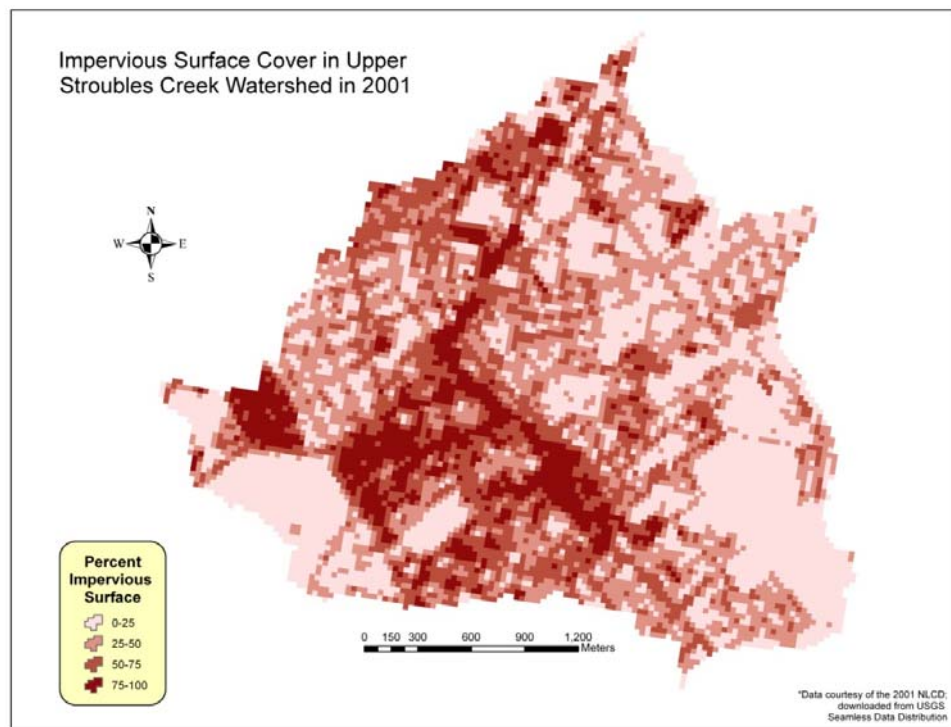 Impervious Surface Cover in Upper
Stroubles Creek Watershed in 2001
N
W E
S
Percent
Impervious
Surface
0-25
25-50
50-75
75-100
0 150 300 600 900 1,200
Meters
*Data courtesy of the 2001 NLCD;
downloaded from USGS
Seamless Data Distribution